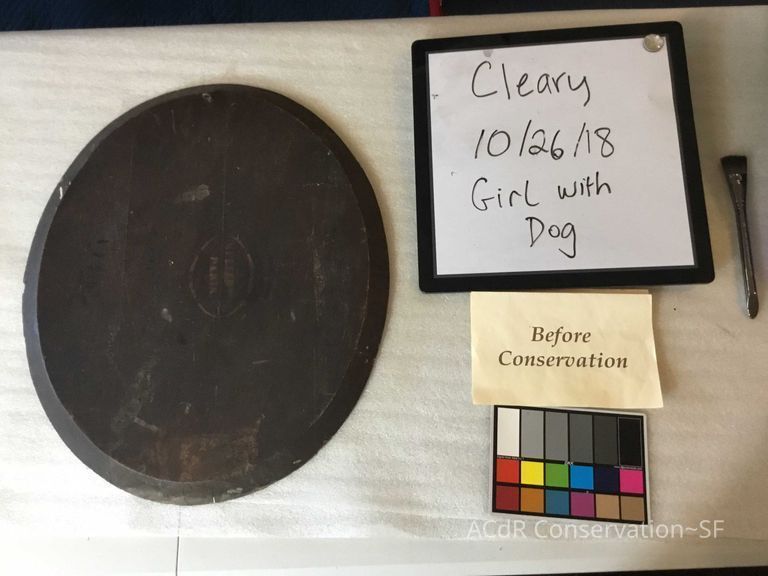 Cleary
10/26/18
Girl with
Dog
Before
Conservation
ACdR Conservation~SF